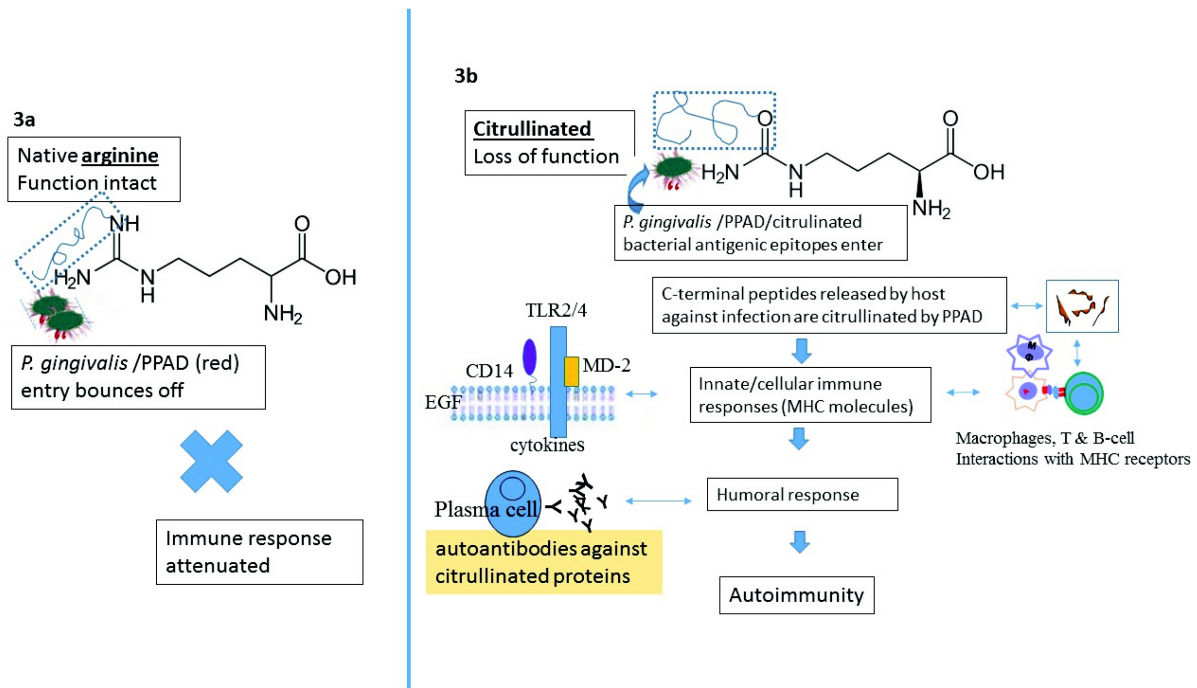 3a
Native arginine
Function intact
NH
H₂N
N
H
O
OH
NH₂
P. gingivalis /PPAD (red)
entry bounces off
Immune response
attenuated
3b
Citrullinated
Loss of function
O
H₂N
N
H
O
OH
NH₂
P. gingivalis /PPAD/citrulinated
bacterial antigenic epitopes enter
C-terminal peptides released by host
against infection are citrullinated by PPAD
TLR2/4
CD14
MD-2
EGF
cytokines
Innate/cellular immune
responses (MHC molecules)
M
Φ
Macrophages, T & B-cell
Interactions with MHC receptors
Plasma cell
Humoral response
autoantibodies against
citrullinated proteins
Autoimmunity